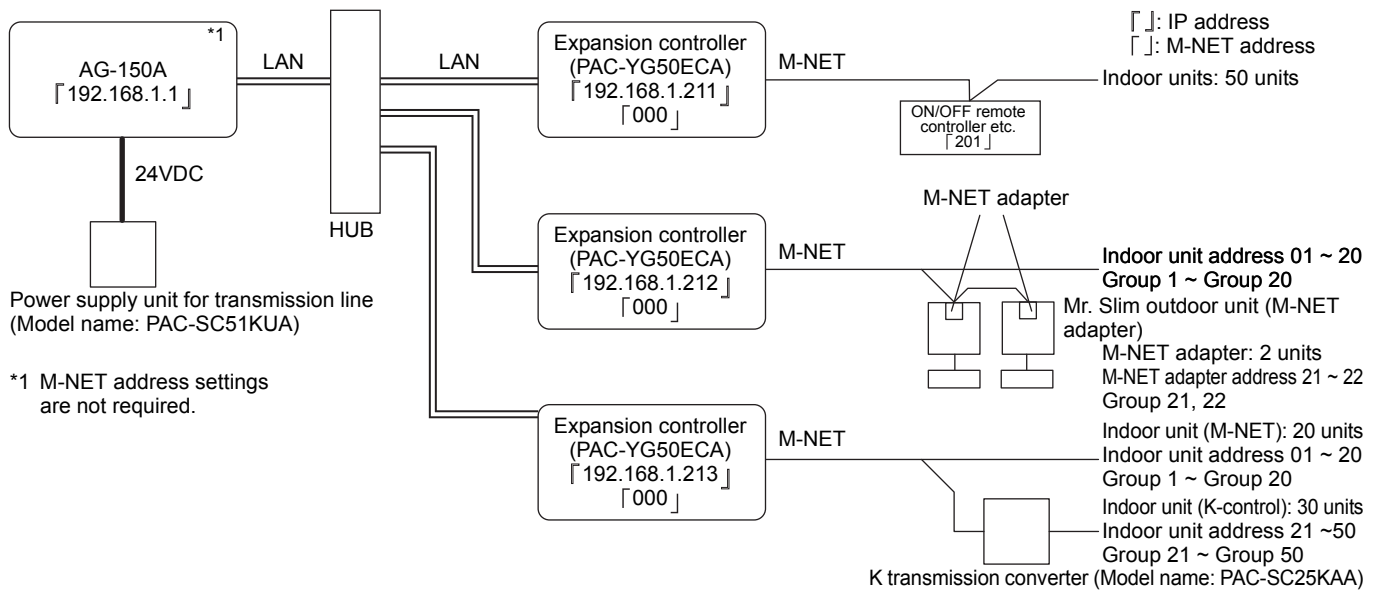 *1
AG-150A
『192.168.1.1』
LAN
LAN
24VDC
HUB
Power supply unit for transmission line
(Model name: PAC-SC51KUA)
*1 M-NET address settings
are not required.
Expansion controller
(PAC-YG50ECA)
『192.168.1.211』
「000」
M-NET
『 』: IP address
「 」: M-NET address
Indoor units: 50 units
ON/OFF remote
controller etc.
「201」
Expansion controller
(PAC-YG50ECA)
『192.168.1.212』
「000」
M-NET
M-NET adapter
Indoor unit address 01 ~ 20
Group 1 ~ Group 20
Mr. Slim outdoor unit (M-NET
adapter)
M-NET adapter: 2 units
M-NET adapter address 21 ~ 22
Group 21, 22
Expansion controller
(PAC-YG50ECA)
『192.168.1.213』
「000」
M-NET
Indoor unit (M-NET): 20 units
Indoor unit address 01 ~ 20
Group 1 ~ Group 20
Indoor unit (K-control): 30 units
Indoor unit address 21 ~50
Group 21 ~ Group 50
K transmission converter (Model name: PAC-SC25KAA)